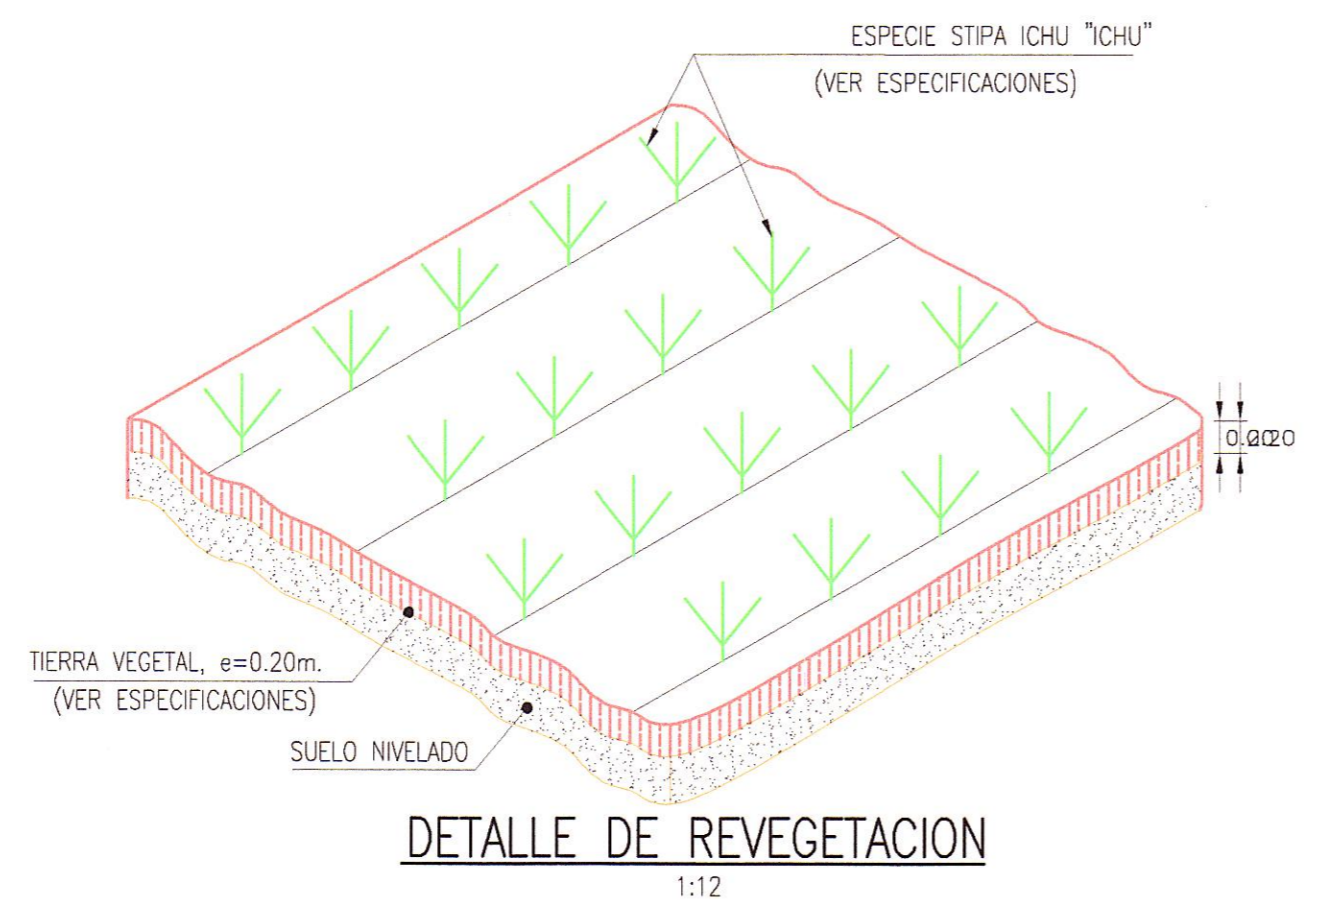 ESPECIE STIPA ICHU "ICHU"
(VER ESPECIFICACIONES)
TIERRA VEGETAL, e=0.20m.
(VER ESPECIFICACIONES)
SUELO NIVELADO
DETALLE DE REVEGETACION
1:12